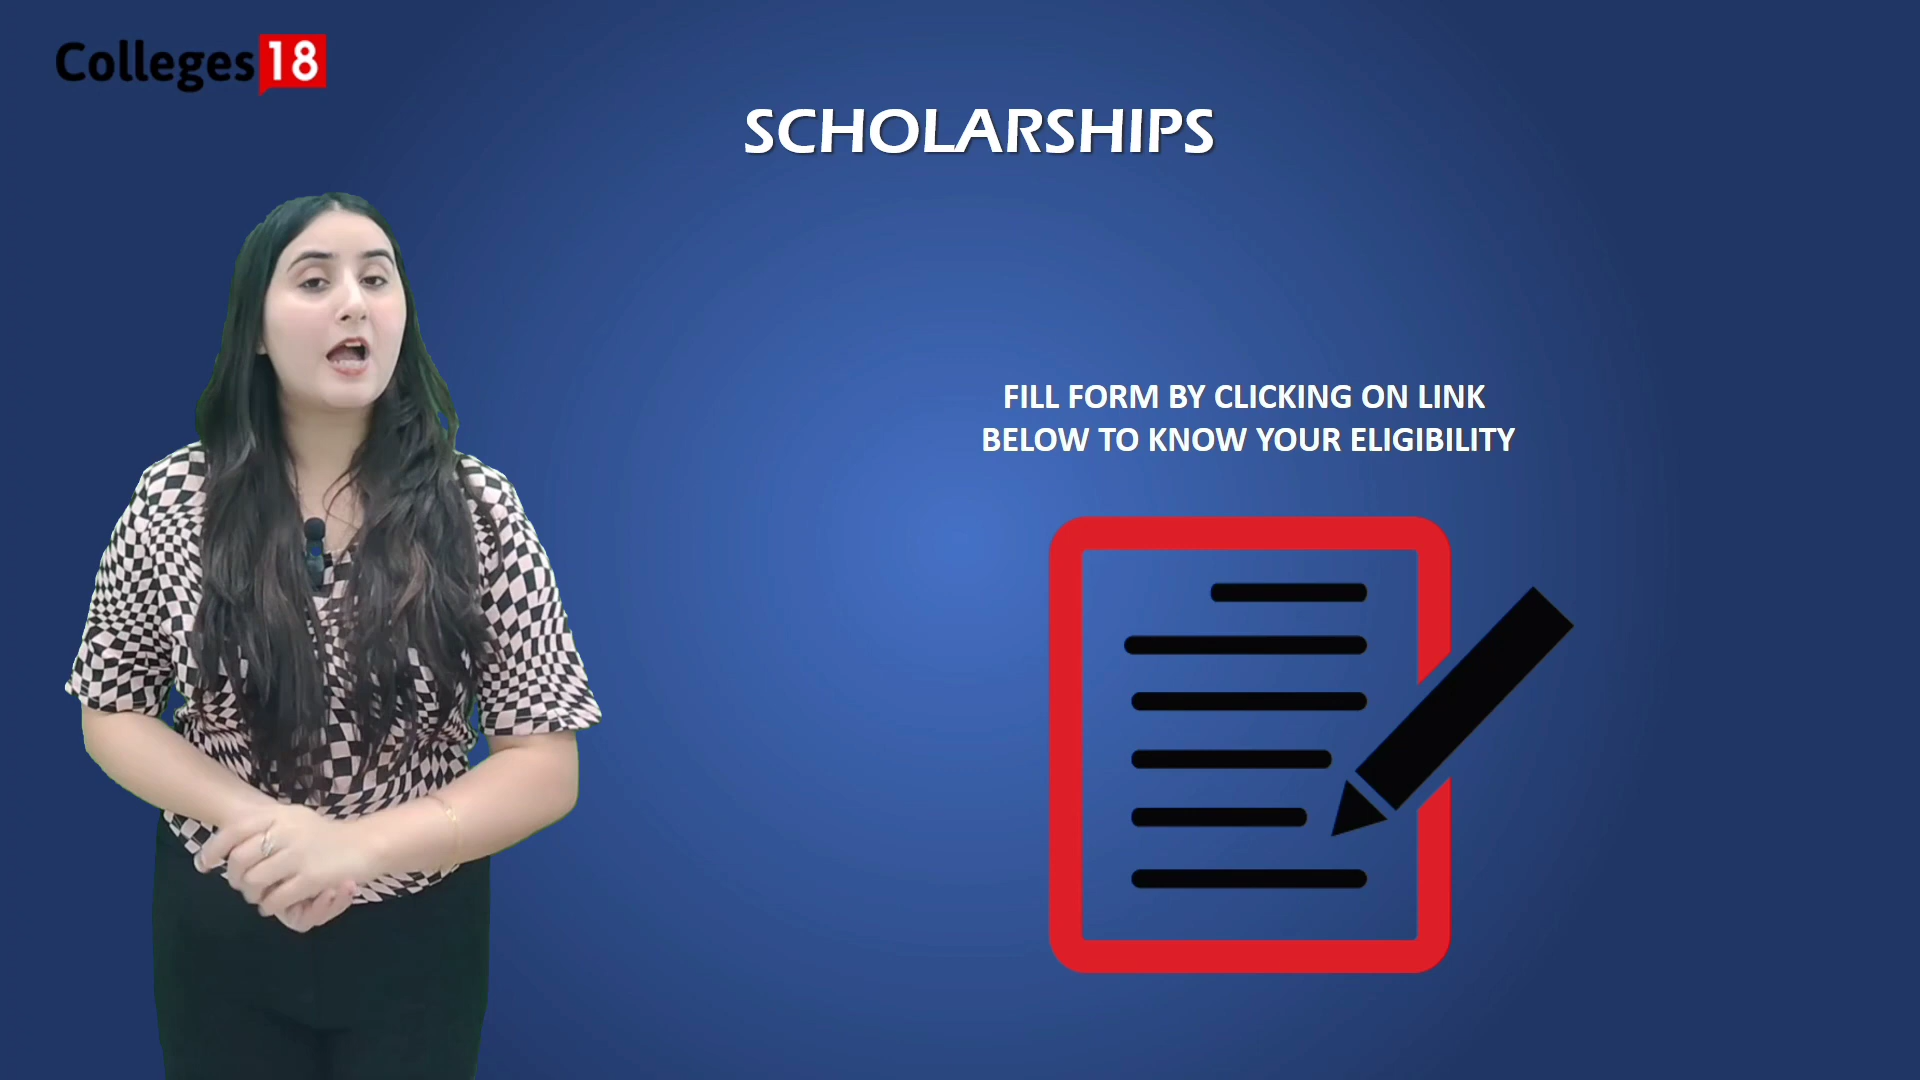 Colleges18
SCHOLARSHIPS
FILL FORM BY CLICKING ON LINK
BELOW TO KNOW YOUR ELIGIBILITY